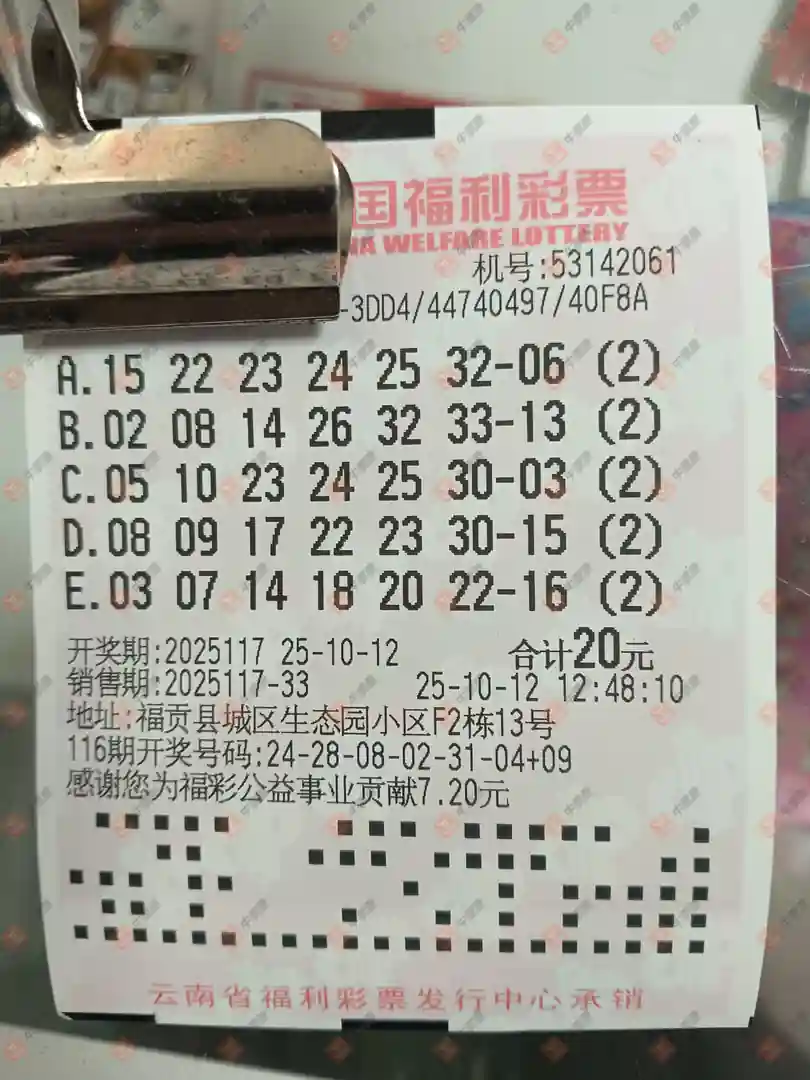 国福利彩票
NA WELFARE LOTTERY
机号:53142061
-3DD4/44740497/40F8A
A.15 22 23 24 25 32-06 (2)
B.02 08 14 26 32 33-13 (2)
C.05 10 23 24 25 30-03 (2)
D.08 09 17 22 23 30-15 (2)
E.03 07 14 18 20 22-16 (2)
开奖期:2025117 25-10-12 合计20元
销售期:2025117-33 25-10-12 12:48:10
地址:福贡县城区生态园小区F2栋13号
116期开奖号码:24-28-08-02-31-04+09
感谢您为福彩公益事业贡献7.20元
云南省福利彩票发行中心承销